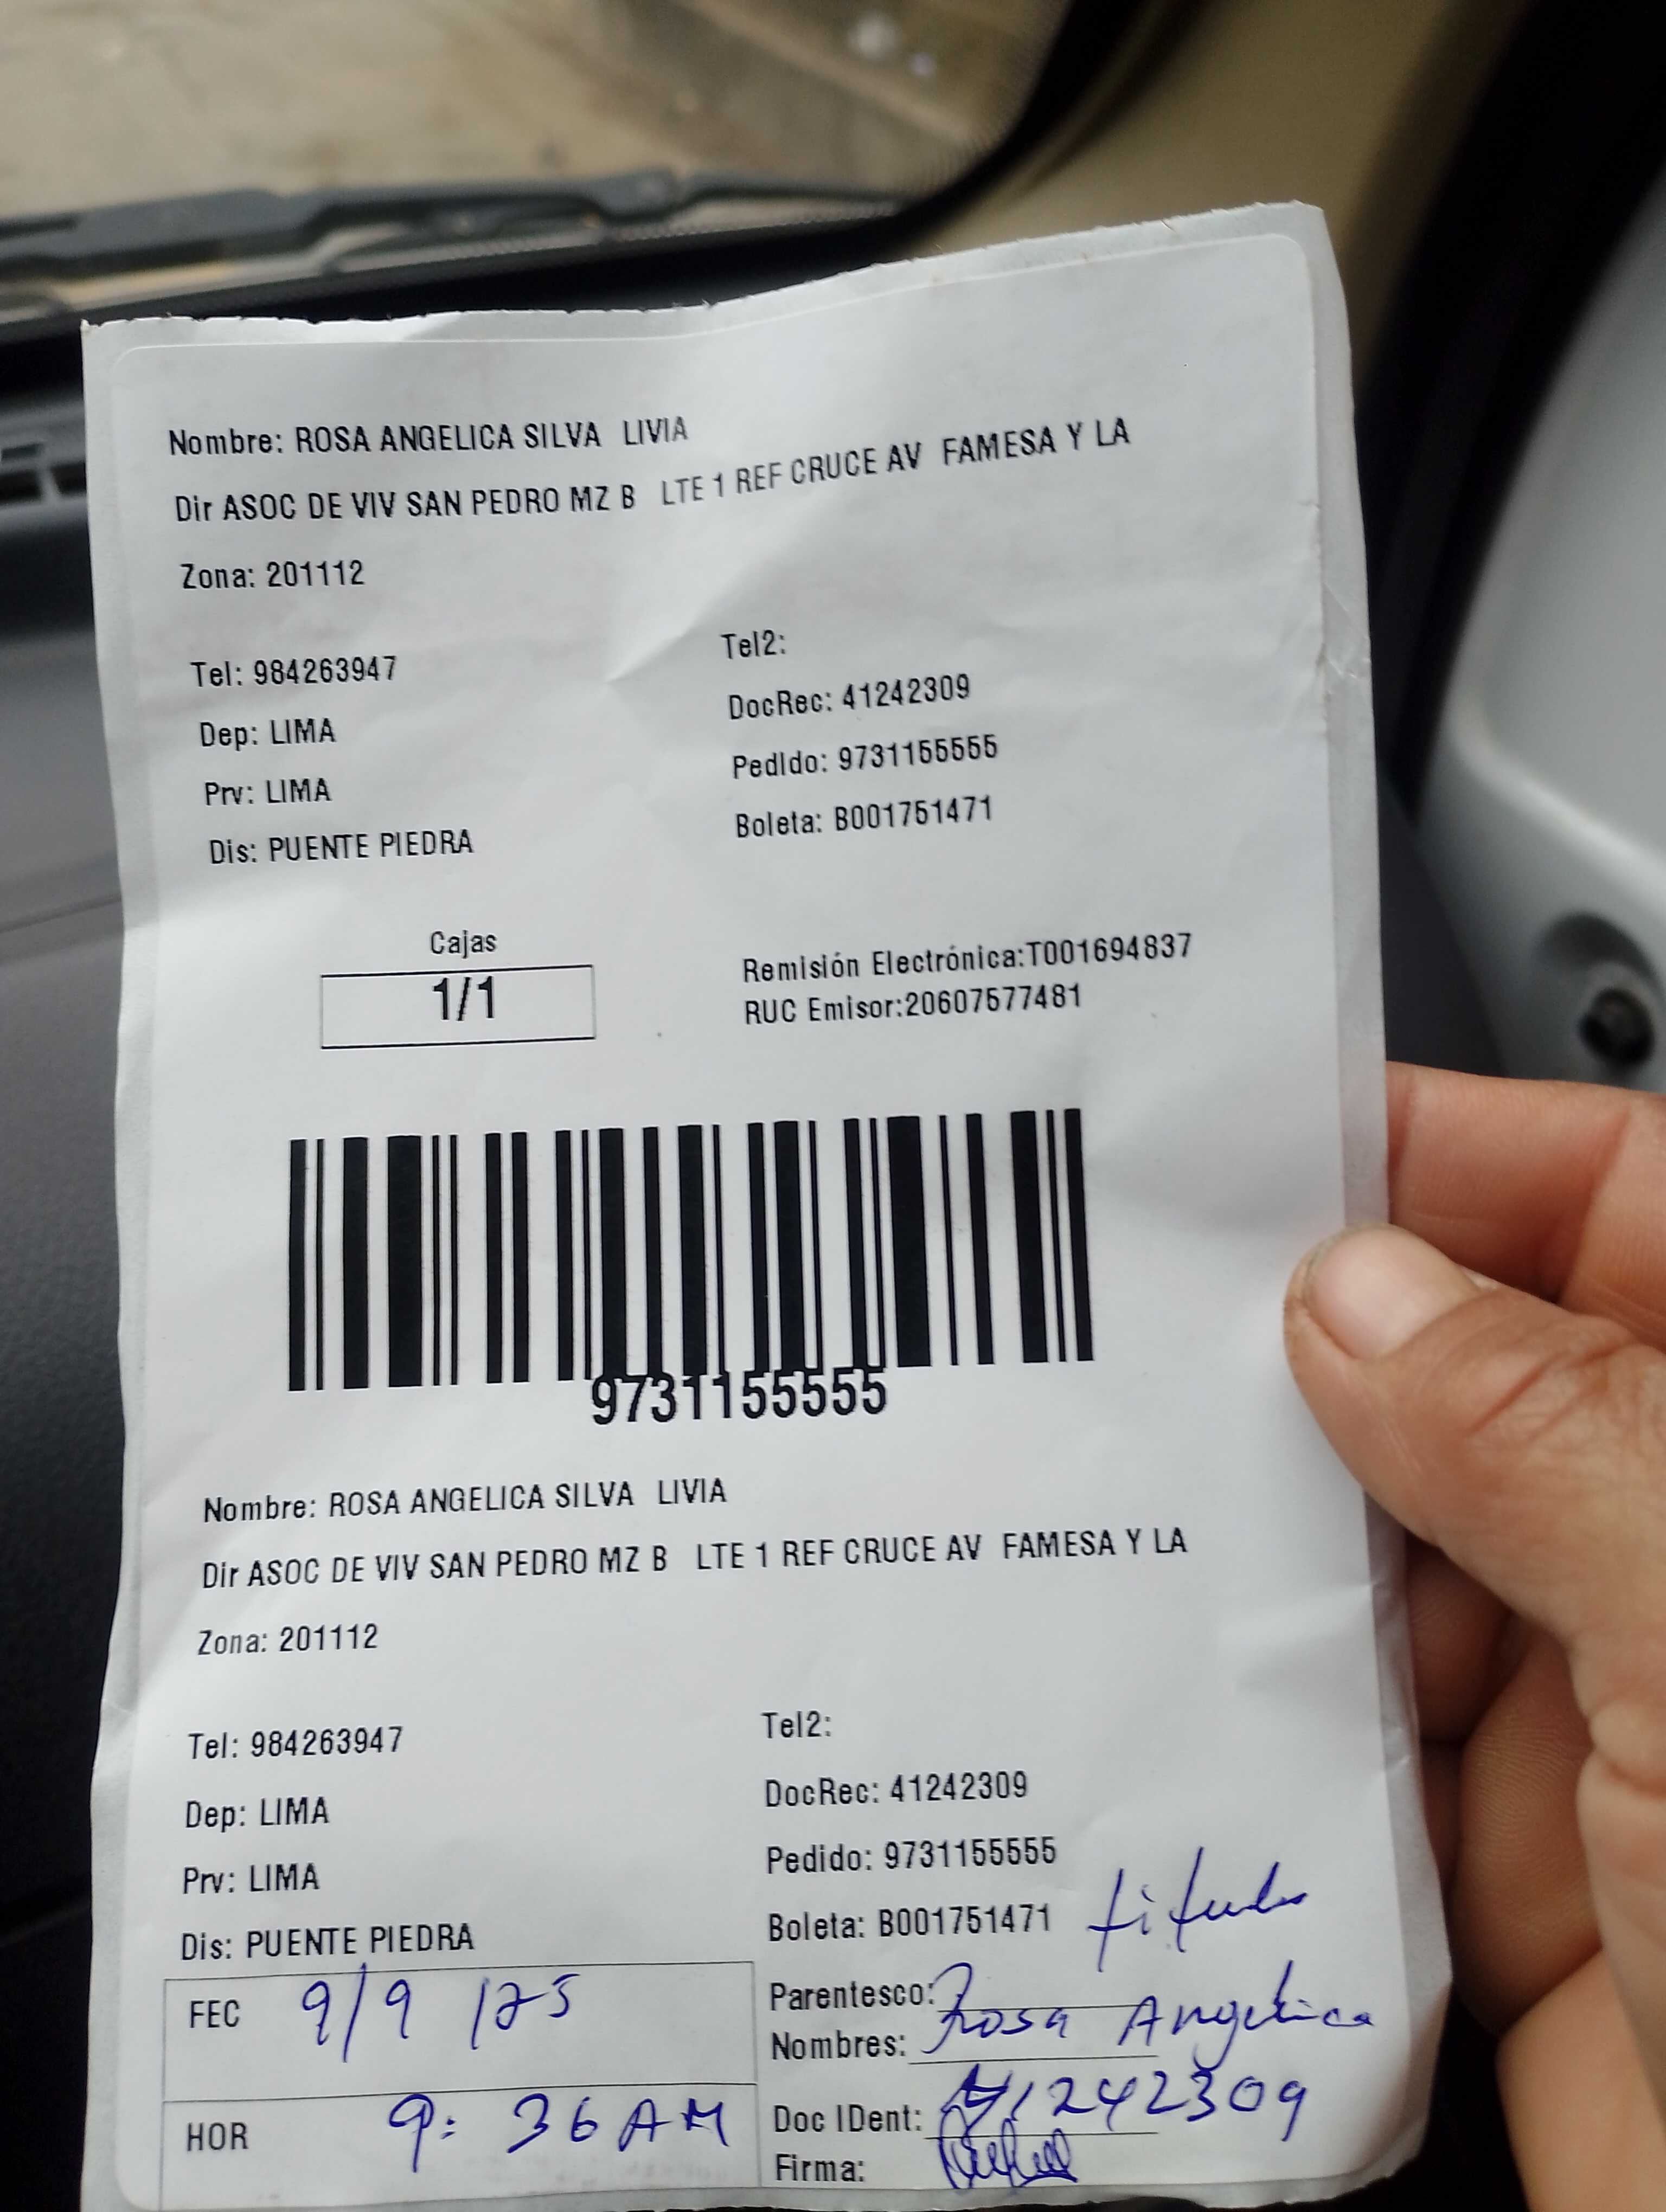 Nombre: ROSA ANGELICA SILVA LIVIA
Dir ASOC DE VIV SAN PEDRO MZ B LTE 1 REF CRUCE AV FAMESA Y LA
Zona: 201112
Tel: 984263947
Tel2:
Dep: LIMA
DocRec: 41242309
Prv: LIMA
PedIdo: 9731155555
Dis: PUENTE PIEDRA
Boleta: B001751471
Cajas
1/1
Remisión Electrónica:T001694837
RUC Emisor:20607577481
9731155555
Nombre: ROSA ANGELICA SILVA LIVIA
Dir ASOC DE VIV SAN PEDRO MZ B LTE 1 REF CRUCE AV FAMESA Y LA
Zona: 201112
Tel: 984263947
Tel2:
Dep: LIMA
DocRec: 41242309
Prv: LIMA
Pedido: 9731155555
Dis: PUENTE PIEDRA
Boleta: B001751471
FEC 9/9/25
Parentesco: titular
Nombres: Rosa Angelica
HOR 9:36 AM
Doc IDent: 41242309
Firma: